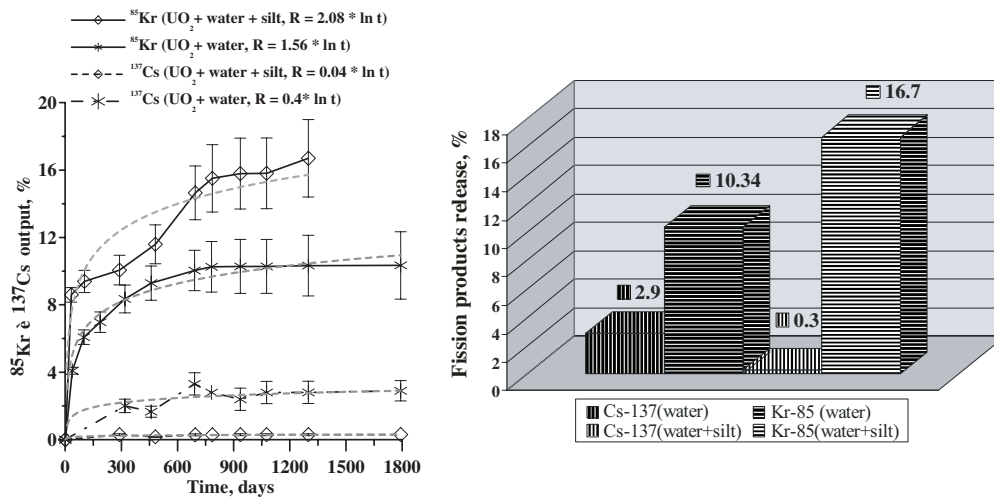 ⁸⁵Kr (UO₂ + water + silt, R = 2.08 * ln t)
⁸⁵Kr (UO₂ + water, R = 1.56 * ln t)
¹³⁷Cs (UO₂ + water + silt, R = 0.04 * ln t)
¹³⁷Cs (UO₂ + water, R = 0.4* ln t)
⁸⁵Kr è ¹³⁷Cs output, %
16
12
8
4
0
0 300 600 900 1200 1500 1800
Time, days
Fission products release, %
18
16
14
12
10
8
6
4
2
0
2.9
10.34
0.3
16.7
Cs-137(water) Kr-85 (water)
Cs-137(water+silt) Kr-85(water+silt)